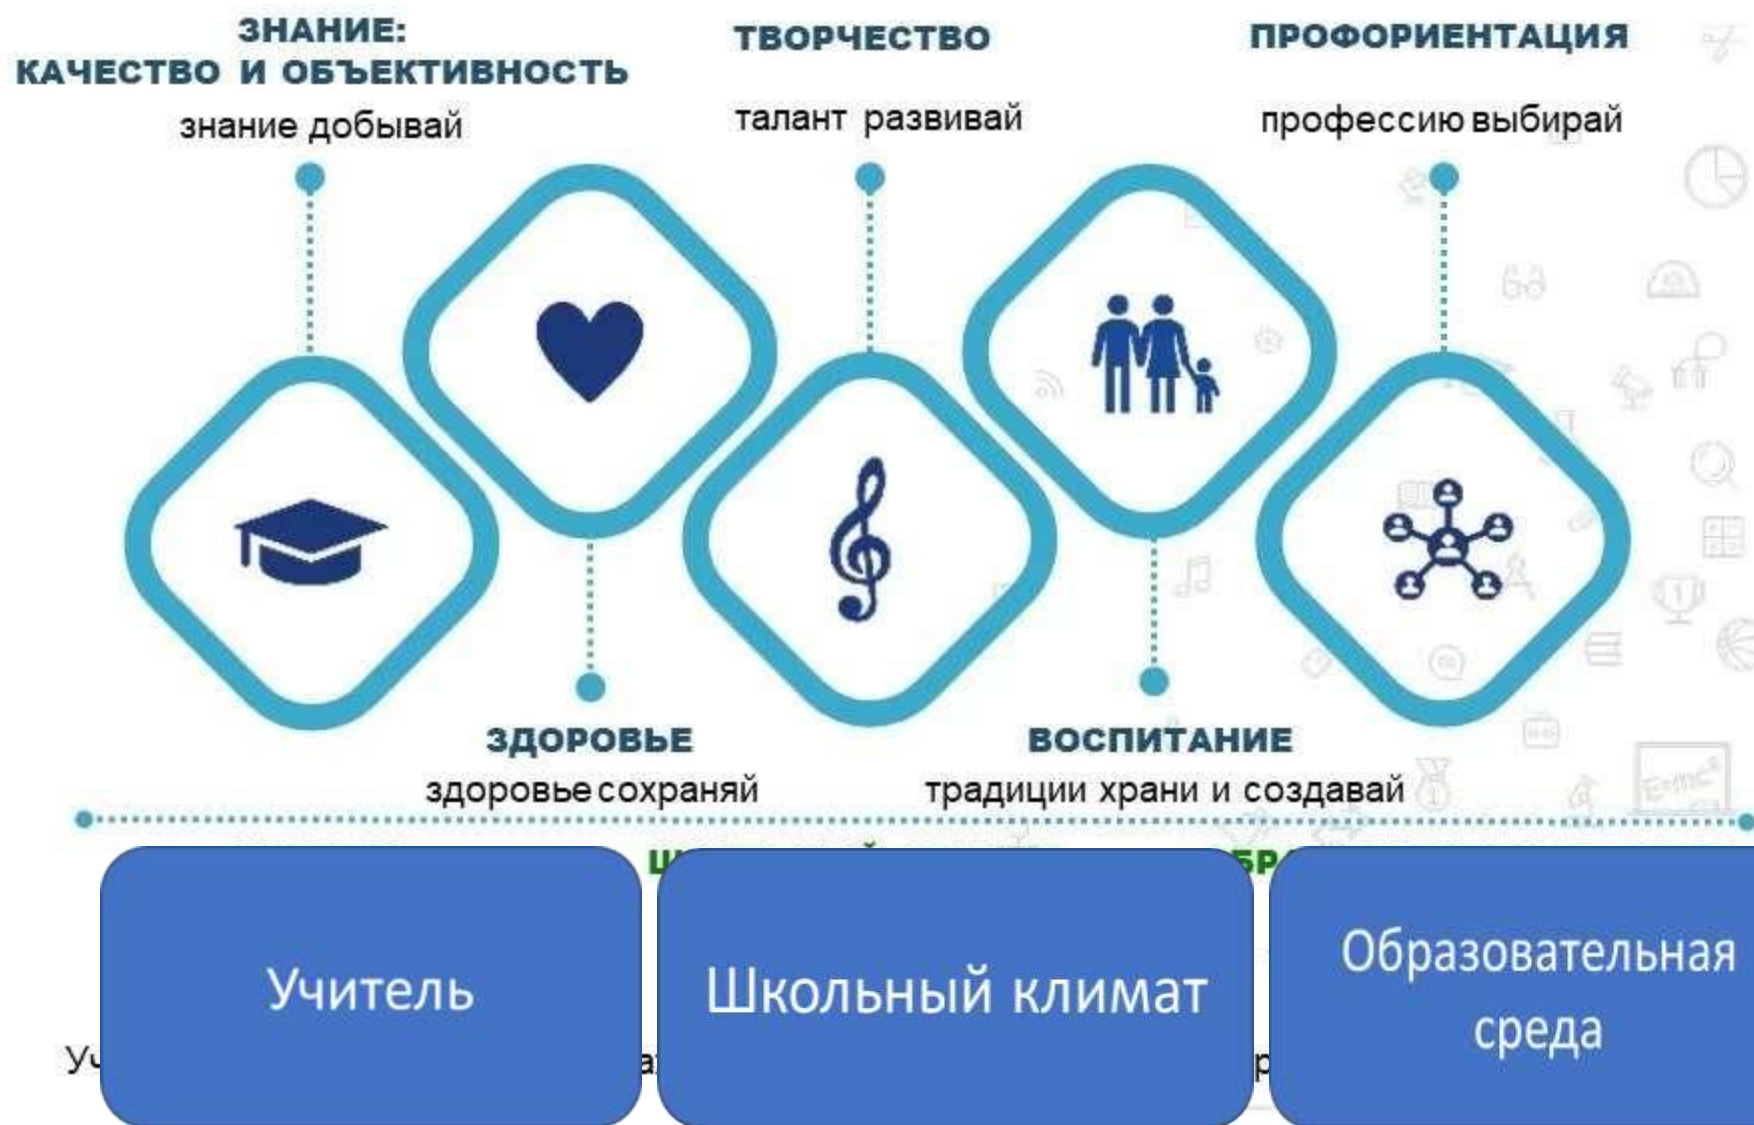 ЗНАНИЕ:
КАЧЕСТВО И ОБЪЕКТИВНОСТЬ
знание добывай
ТВОРЧЕСТВО
талант развивай
ПРОФОРИЕНТАЦИЯ
профессию выбирай
ЗДОРОВЬЕ
здоровье сохраняй
ВОСПИТАНИЕ
традиции храни и создавай
E=mc²
Учитель
Школьный климат
Образовательная
среда